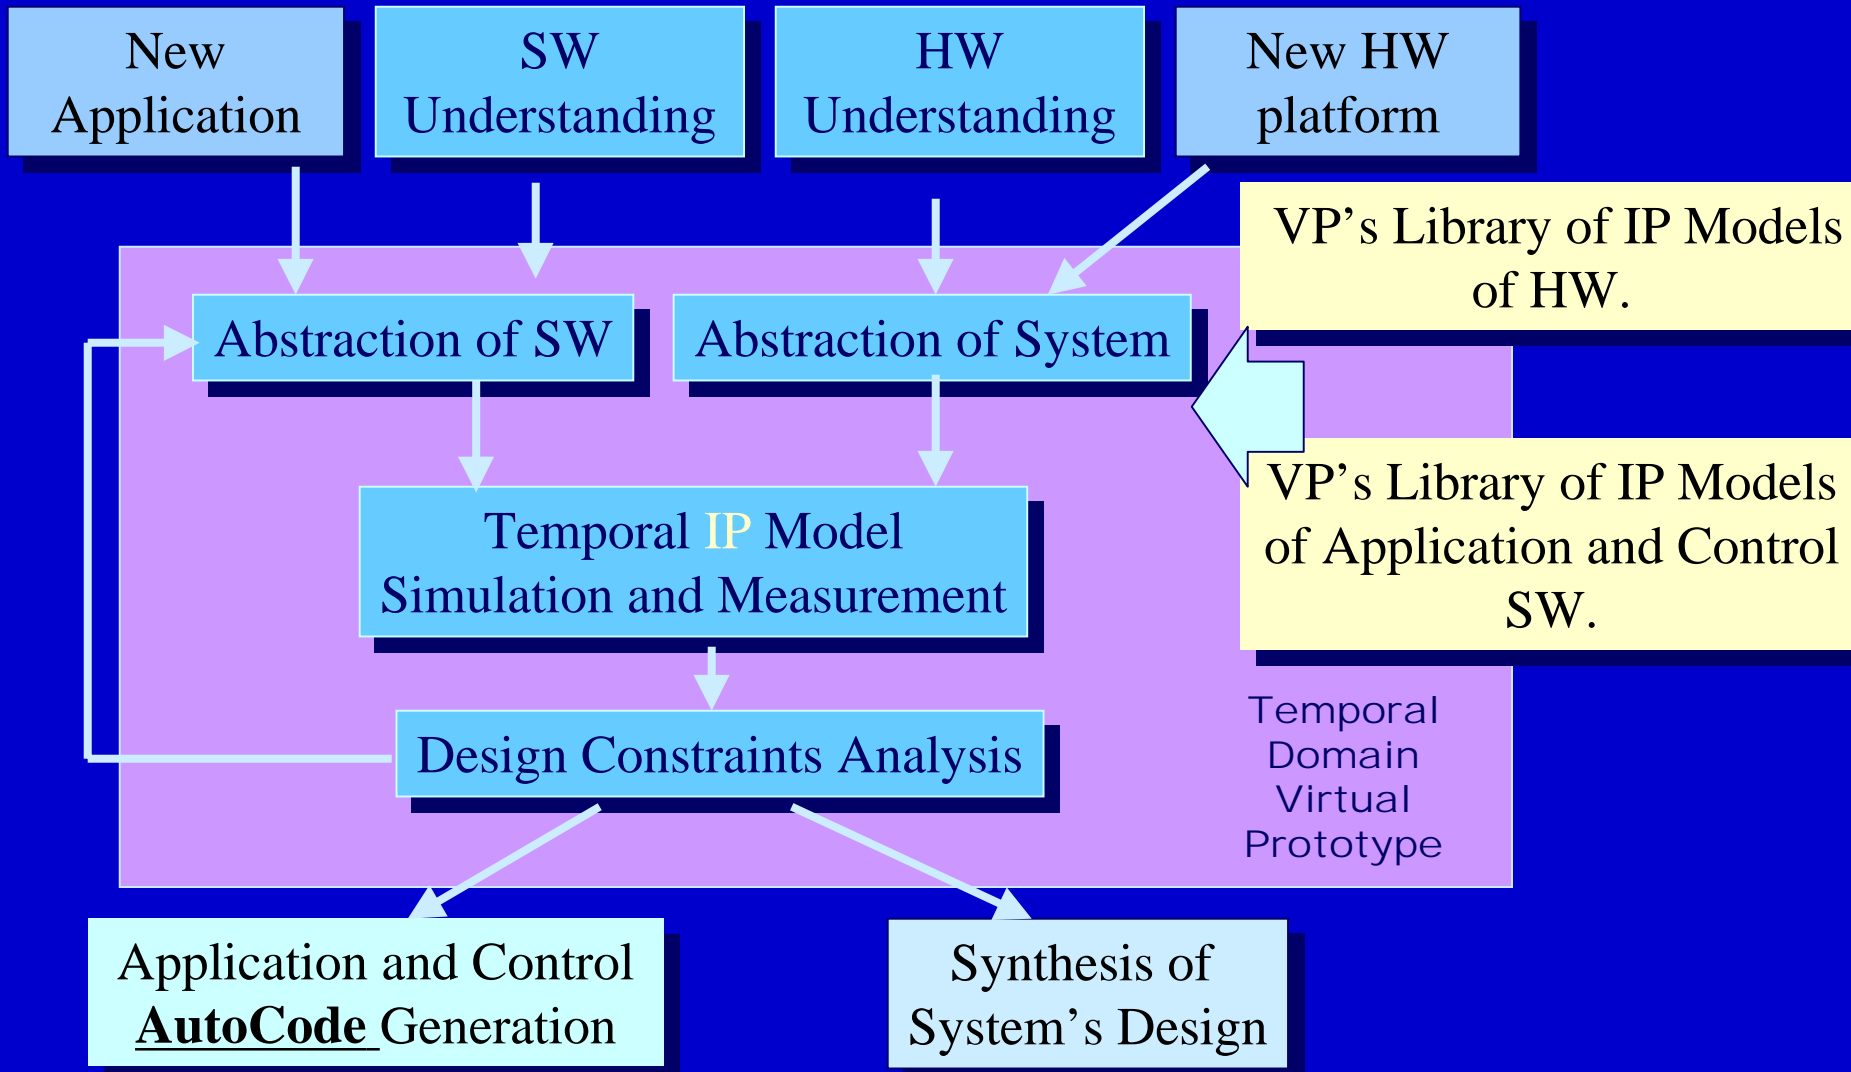 New
Application
SW
Understanding
HW
Understanding
New HW
platform
VP’s Library of IP Models
of HW.
Abstraction of SW
Abstraction of System
VP’s Library of IP Models
of Application and Control
SW.
Temporal IP Model
Simulation and Measurement
Temporal
Domain
Virtual
Prototype
Design Constraints Analysis
Application and Control
AutoCode Generation
Synthesis of
System’s Design